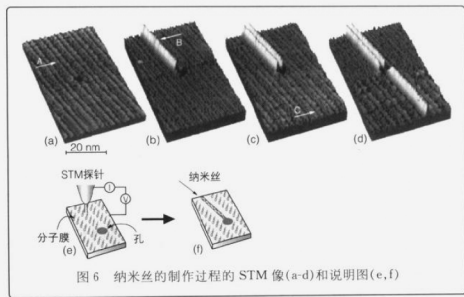 A
B
C
(a)
(b)
(c)
(d)
20 nm
STM探针
I
V
纳米丝
分子膜
(e)
孔
(f)
图 6 纳米丝的制作过程的 STM 像(a-d)和说明图(e,f)